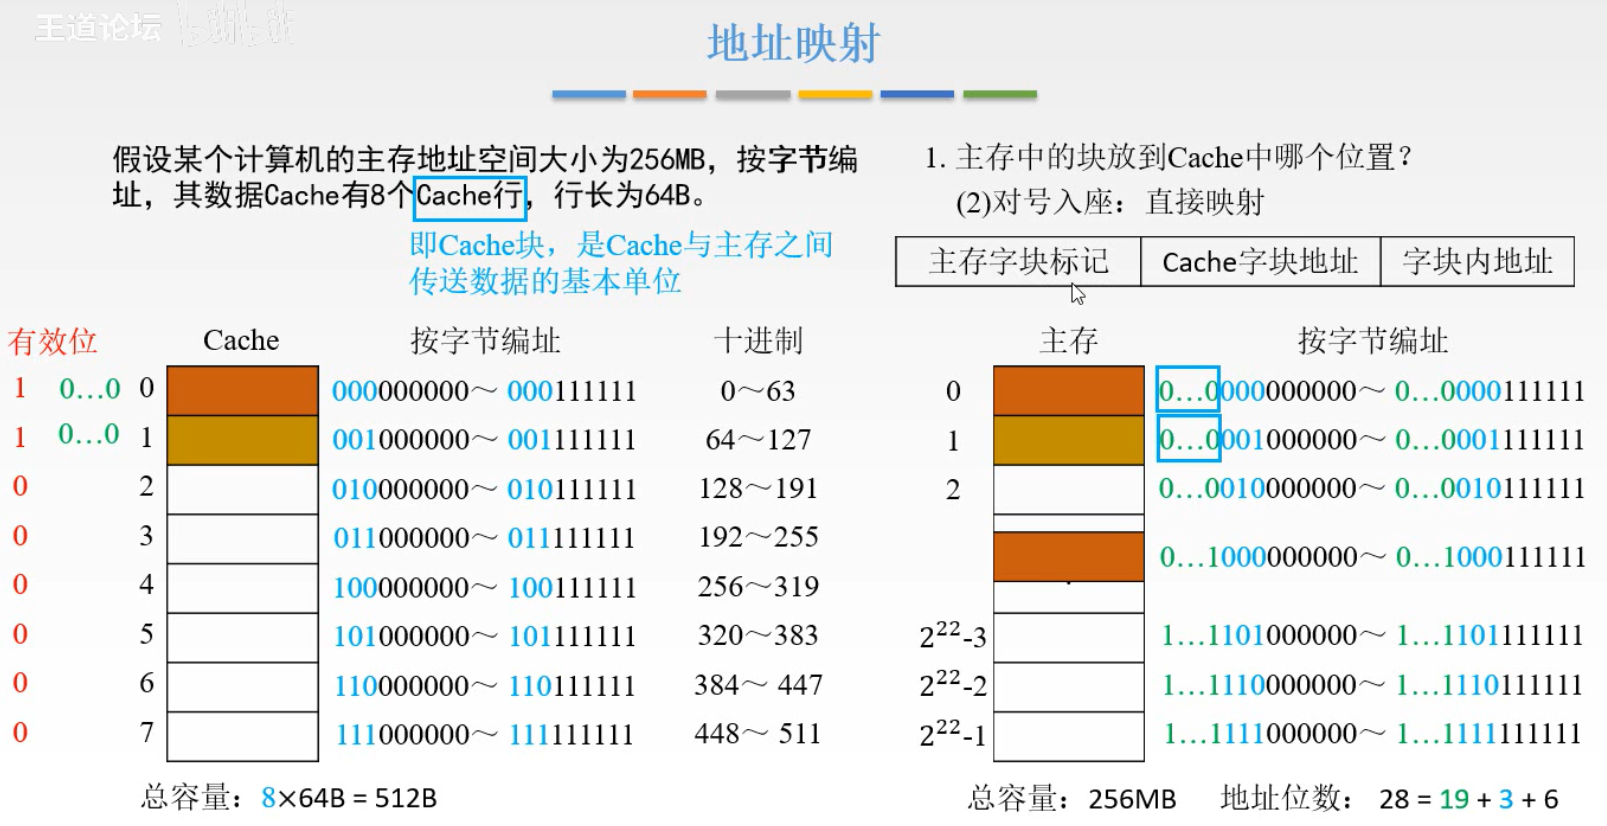 王道论坛
地址映射
假设某个计算机的主存地址空间大小为256MB，按字节编
址，其数据Cache有8个Cache行，行长为64B。
即Cache块，是Cache与主存之间
传送数据的基本单位
1. 主存中的块放到Cache中哪个位置？
(2)对号入座：直接映射
主存字块标记 Cache字块地址 字块内地址
有效位 Cache 按字节编址 十进制
1 0…0 0 000000000～ 000111111 0～63
1 0…0 1 001000000～ 001111111 64～127
0 2 010000000～ 010111111 128～191
0 3 011000000～ 011111111 192～255
0 4 100000000～ 100111111 256～319
0 5 101000000～ 101111111 320～383
0 6 110000000～ 110111111 384～ 447
0 7 111000000～ 111111111 448～ 511
总容量：8×64B = 512B
主存 按字节编址
0 0…0000000000～ 0…0000111111
1 0…0001000000～ 0…0001111111
2 0…0010000000～ 0…0010111111
0…1000000000～ 0…1000111111
2²²-3 1…1101000000～ 1…1101111111
2²²-2 1…1110000000～ 1…1110111111
2²²-1 1…1111000000～ 1…1111111111
总容量：256MB 地址位数： 28 = 19 + 3 + 6